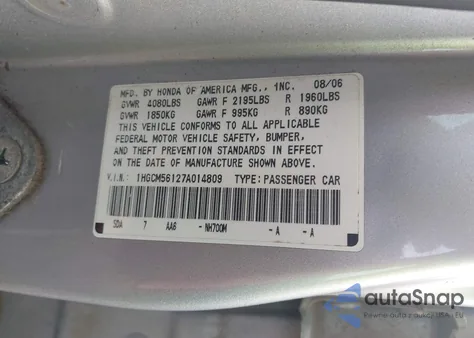 MFD. BY HONDA OF AMERICA MFG., INC. 08/06
GVWR 4080LBS GAWR F 2195LBS R 1960LBS
GVWR 1850KG GAWR F 995KG R 890KG
THIS VEHICLE CONFORMS TO ALL APPLICABLE
FEDERAL MOTOR VEHICLE SAFETY, BUMPER,
AND THEFT PREVENTION STANDARDS IN EFFECT
ON THE DATE OF MANUFACTURE SHOWN ABOVE.
V.I.N.: 1HGCM56127A014809 TYPE: PASSENGER CAR
SDA 7 AA6 - NH700M -A -A
autoSnap